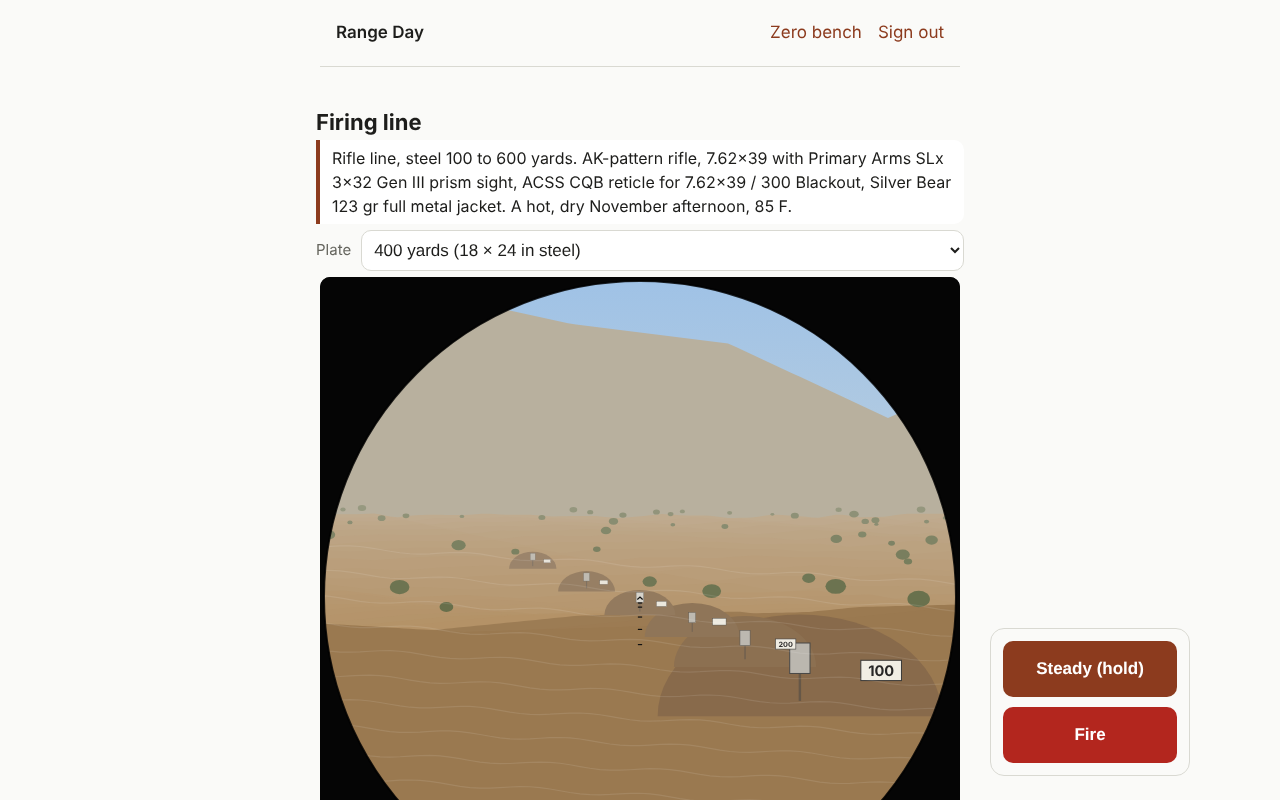 Range Day
Zero bench
Sign out
Firing line
Rifle line, steel 100 to 600 yards. AK-pattern rifle, 7.62×39 with Primary Arms SLx
3×32 Gen III prism sight, ACSS CQB reticle for 7.62×39 / 300 Blackout, Silver Bear
123 gr full metal jacket. A hot, dry November afternoon, 85 F.
Plate
400 yards (18 × 24 in steel)
200
100
Steady (hold)
Fire